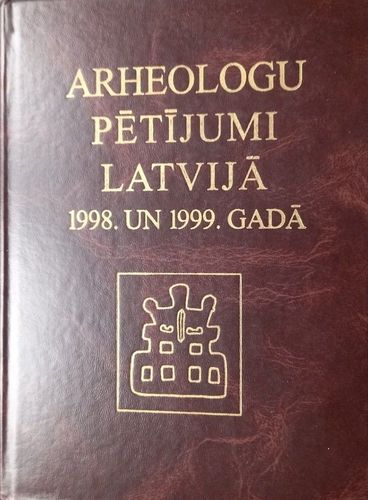 ARHEOLOGU
PĒTĪJUMI
LATVIJĀ
1998. UN 1999. GADĀ